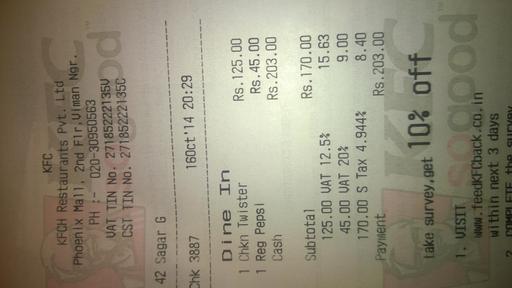 KFC
KFCH Restaurants Pvt. Ltd
Phoenix Mall, 2nd Flr,Viman Ngr.
PH :- 020-30950563
VAT TIN No: 27185222135V
CST TIN No. 27185222135C
42 Sagar G
Chk 3887 16Oct'14 20:29
Dine In
1 Chkn Twister Rs.125.00
1 Reg Pepsi Rs.45.00
Cash Rs.203.00
Subtotal Rs.170.00
125.00 VAT 12.5% 15.63
45.00 VAT 20% 9.00
170.00 S Tax 4.944% 8.40
Payment Rs.203.00
take survey,get 10% off
1. VISIT
www.feedKFCback.co.in
within next 3 days
2. COMPLETE the survey
KFC
so good